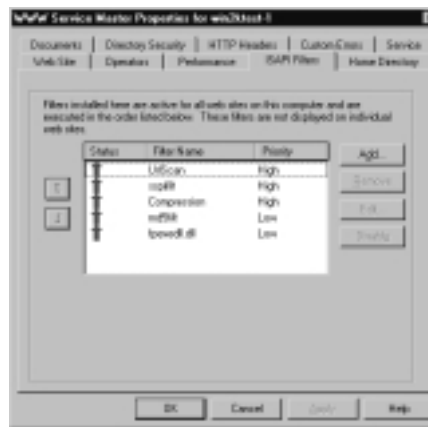 WWW Service Master Properties for win2ktest-1
Documents Directory Security HTTP Headers Custom Errors Service
Web Site Operators Performance ISAPI Filters Home Directory
Filters installed here are active for all web sites on this computer and are
executed in the order listed below. These filters are not displayed on individual
web sites.
Status Filter Name Priority
UrlScan High
sspifilt High
Compression High
md5filt Low
fpexedll.dll Low
Add...
Remove
Edit...
Disable
OK Cancel Apply Help